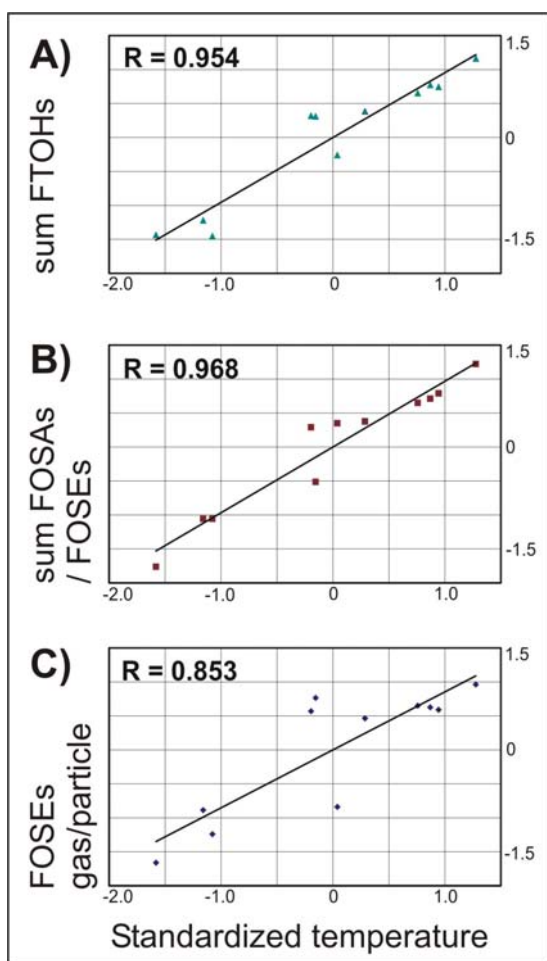 A)
R = 0.954
sum FTOHs
1.5
0
-1.5
-2.0 -1.0 0 1.0
B)
R = 0.968
sum FOSAs
/ FOSEs
1.5
0
-1.5
-2.0 -1.0 0 1.0
C)
R = 0.853
FOSEs
gas/particle
1.5
0
-1.5
-2.0 -1.0 0 1.0
Standardized temperature